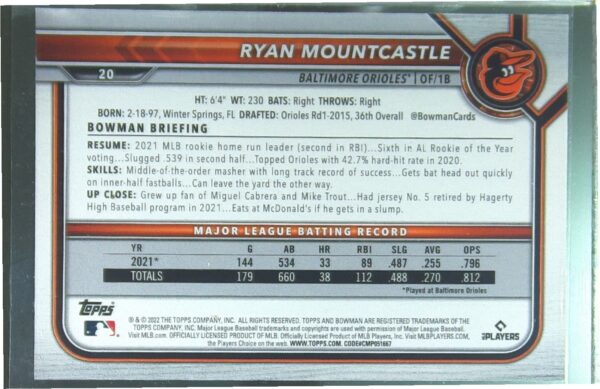 RYAN MOUNTCASTLE
20
BALTIMORE ORIOLES® | OF/1B
HT: 6'4" WT: 230 BATS: Right THROWS: Right
BORN: 2-18-97, Winter Springs, FL DRAFTED: Orioles Rd1-2015, 36th Overall @BowmanCards
BOWMAN BRIEFING
RESUME: 2021 MLB rookie home run leader (second in RBI)...Sixth in AL Rookie of the Year
voting...Slugged .539 in second half...Topped Orioles with 42.7% hard-hit rate in 2020.
SKILLS: Middle-of-the-order masher with long track record of success...Gets bat head out quickly
on inner-half fastballs...Can leave the yard the other way.
UP CLOSE: Grew up fan of Miguel Cabrera and Mike Trout...Had jersey No. 5 retired by Hagerty
High Baseball program in 2021...Eats at McDonald's if he gets in a slump.
MAJOR LEAGUE BATTING RECORD
YR G AB HR RBI SLG AVG OPS
2021* 144 534 33 89 .487 .255 .796
TOTALS 179 660 38 112 .488 .270 .812
*Played at Baltimore Orioles
Topps
® & © 2022 THE TOPPS COMPANY, INC. ALL RIGHTS RESERVED. TOPPS AND BOWMAN ARE REGISTERED TRADEMARKS OF THE
TOPPS COMPANY, INC. Major League Baseball trademarks and copyrights are used with permission of Major League Baseball.
Visit MLB.com. OFFICIALLY LICENSED PRODUCT OF MLB. Officially Licensed Product of MLB Players, Inc. Visit MLBPLAYERS.com,
the Players Choice on the web. WWW.TOPPS.COM. CODE#CMP051667
PLAYERS